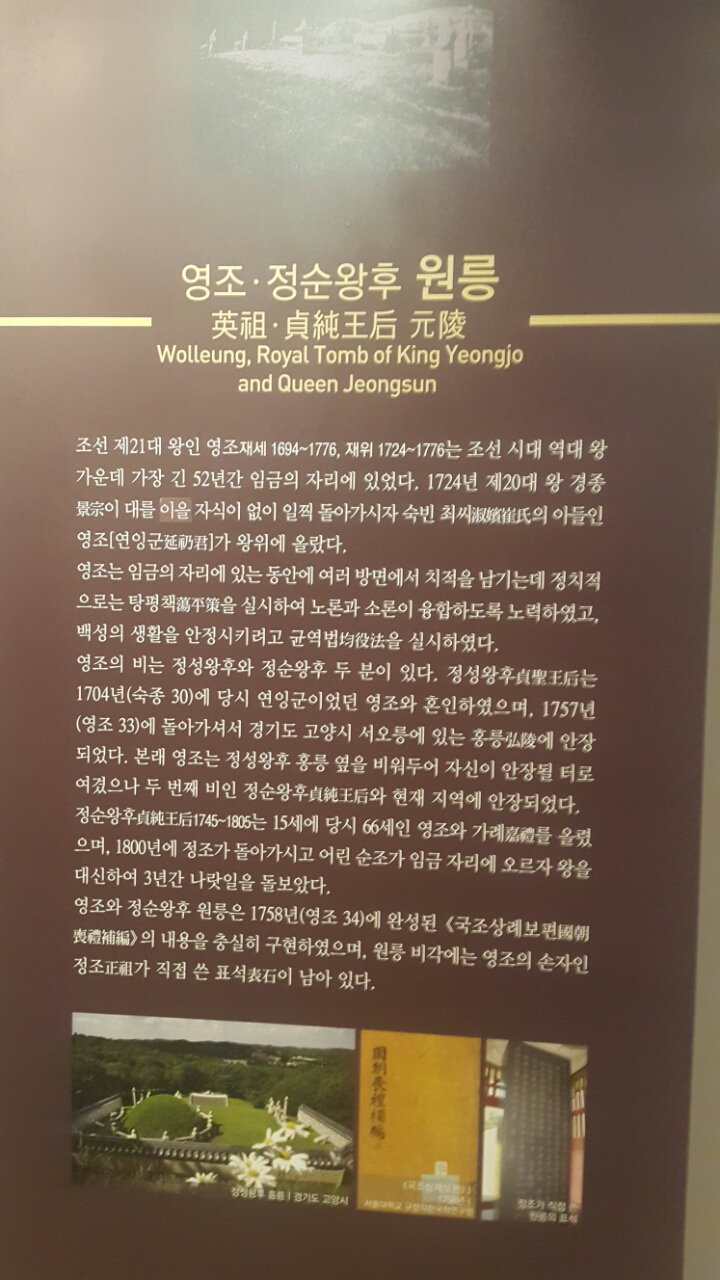 영조·정순왕후 원릉
英祖·貞純王后 元陵
Wolleung, Royal Tomb of King Yeongjo
and Queen Jeongsun
조선 제21대 왕인 영조재세 1694~1776, 재위 1724~1776는 조선 시대 역대 왕
가운데 가장 긴 52년간 임금의 자리에 있었다. 1724년 제20대 왕 경종
景宗이 대를 이을 자식이 없이 일찍 돌아가시자 숙빈 최씨淑嬪崔氏의 아들인
영조[연잉군延礽君]가 왕위에 올랐다.
영조는 임금의 자리에 있는 동안에 여러 방면에서 치적을 남기는데 정치적
으로는 탕평책蕩平策을 실시하여 노론과 소론이 융합하도록 노력하였고,
백성의 생활을 안정시키려고 균역법均役法을 실시하였다.
영조의 비는 정성왕후와 정순왕후 두 분이 있다. 정성왕후貞聖王后는
1704년(숙종 30)에 당시 연잉군이었던 영조와 혼인하였으며, 1757년
(영조 33)에 돌아가셔서 경기도 고양시 서오릉에 있는 홍릉弘陵에 안장
되었다. 본래 영조는 정성왕후 홍릉 옆을 비워두어 자신이 안장될 터로
여겼으나 두 번째 비인 정순왕후貞純王后와 현재 지역에 안장되었다.
정순왕후貞純王后1745~1805는 15세에 당시 66세인 영조와 가례嘉禮를 올렸
으며, 1800년에 정조가 돌아가시고 어린 순조가 임금 자리에 오르자 왕을
대신하여 3년간 나랏일을 돌보았다.
영조와 정순왕후 원릉은 1758년(영조 34)에 완성된 《국조상례보편國朝
喪禮補編》의 내용을 충실히 구현하였으며, 원릉 비각에는 영조의 손자인
정조正祖가 직접 쓴 표석表石이 남아 있다.
國朝喪禮補編
정성왕후 홍릉 | 경기도 고양시
《국조상례보편》
1758년
서울대학교 규장각한국학연구원
정조가 직접 쓴
원릉의 표석